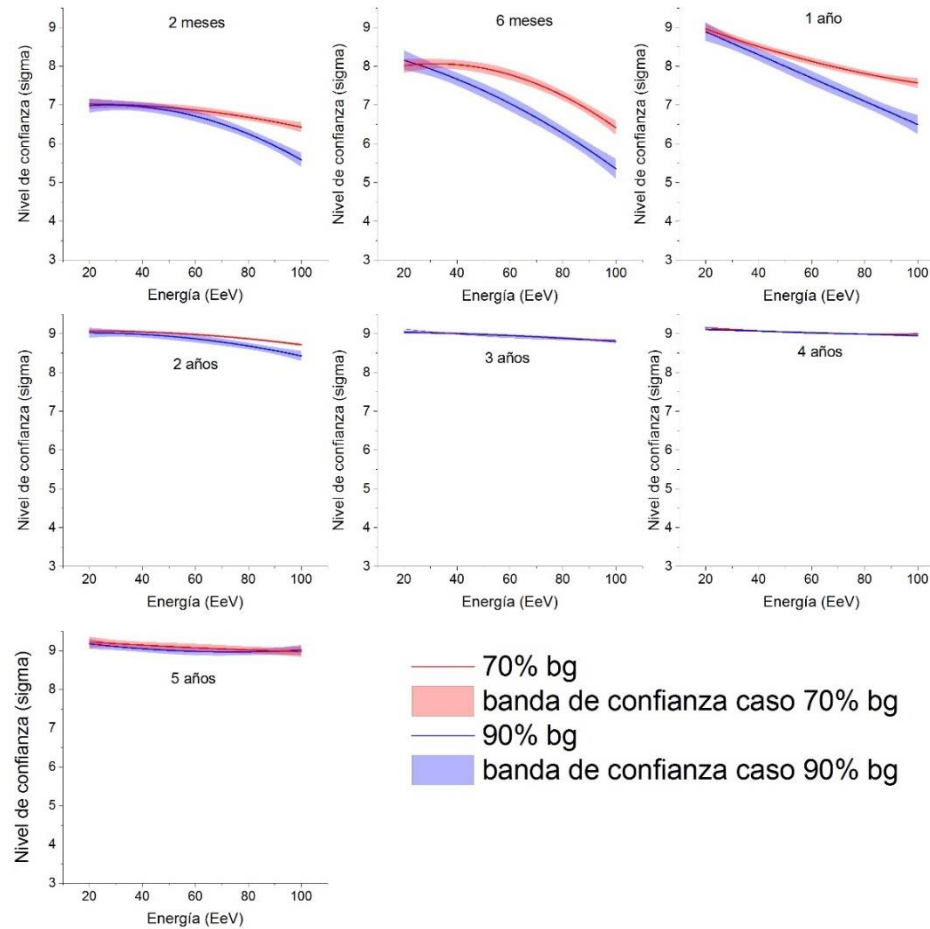 2 meses
Nivel de confianza (sigma)
9
8
7
6
5
4
3
20 40 60 80 100
Energía (EeV)
6 meses
Nivel de confianza (sigma)
9
8
7
6
5
4
3
20 40 60 80 100
Energía (EeV)
1 año
Nivel de confianza (sigma)
9
8
7
6
5
4
3
20 40 60 80 100
Energía (EeV)
2 años
Nivel de confianza (sigma)
9
8
7
6
5
4
3
20 40 60 80 100
Energía (EeV)
3 años
Nivel de confianza (sigma)
9
8
7
6
5
4
3
20 40 60 80 100
Energía (EeV)
4 años
Nivel de confianza (sigma)
9
8
7
6
5
4
3
20 40 60 80 100
Energía (EeV)
5 años
Nivel de confianza (sigma)
9
8
7
6
5
4
3
20 40 60 80 100
Energía (EeV)
70% bg
banda de confianza caso 70% bg
90% bg
banda de confianza caso 90% bg